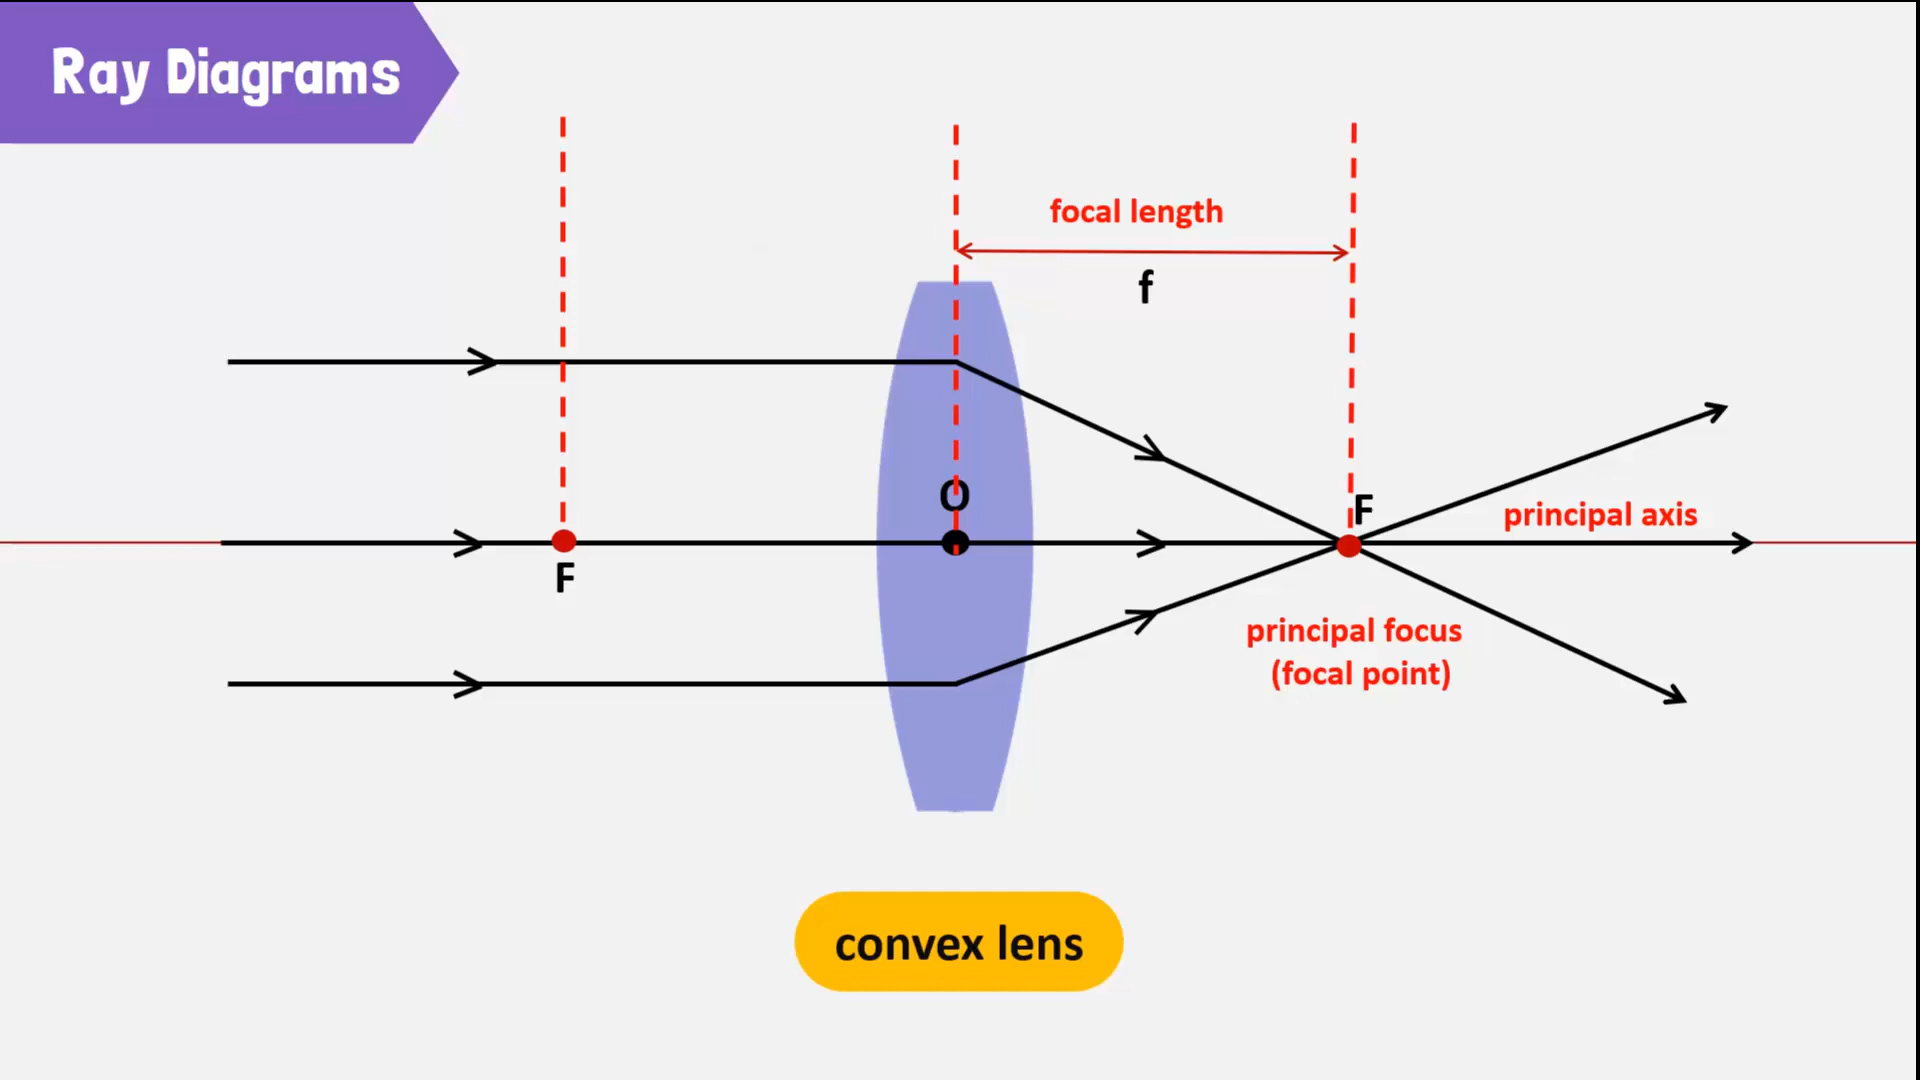 Ray Diagrams
focal length
f
O
F
principal axis
F
principal focus
(focal point)
convex lens